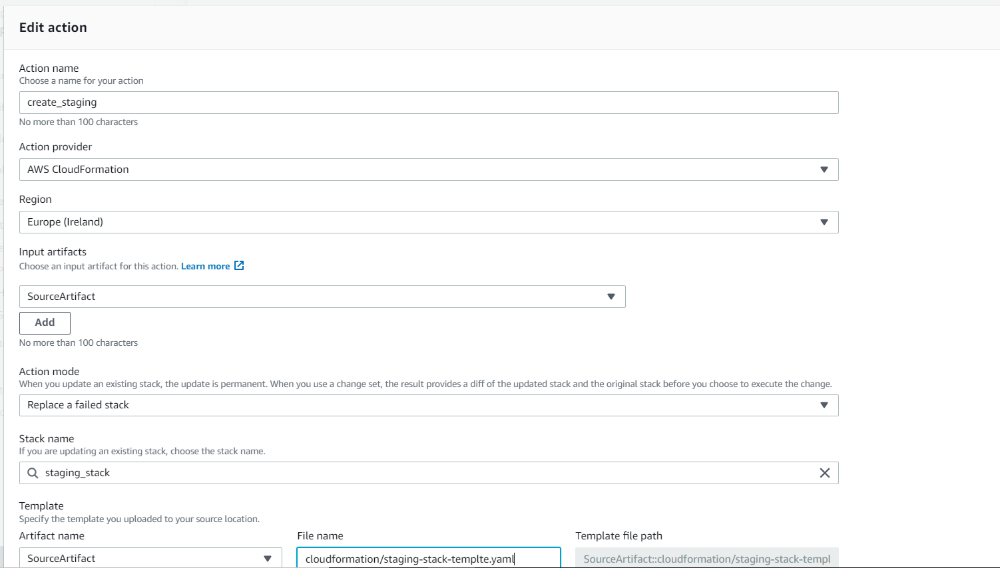 Edit action
Action name
Choose a name for your action
create_staging
No more than 100 characters
Action provider
AWS CloudFormation
Region
Europe (Ireland)
Input artifacts
Choose an input artifact for this action. Learn more
SourceArtifact
Add
No more than 100 characters
Action mode
When you update an existing stack, the update is permanent. When you use a change set, the result provides a diff of the updated stack and the original stack before you choose to execute the change.
Replace a failed stack
Stack name
If you are updating an existing stack, choose the stack name.
staging_stack
Template
Specify the template you uploaded to your source location.
Artifact name File name Template file path
SourceArtifact cloudformation/staging-stack-templte.yaml SourceArtifact::cloudformation/staging-stack-templ